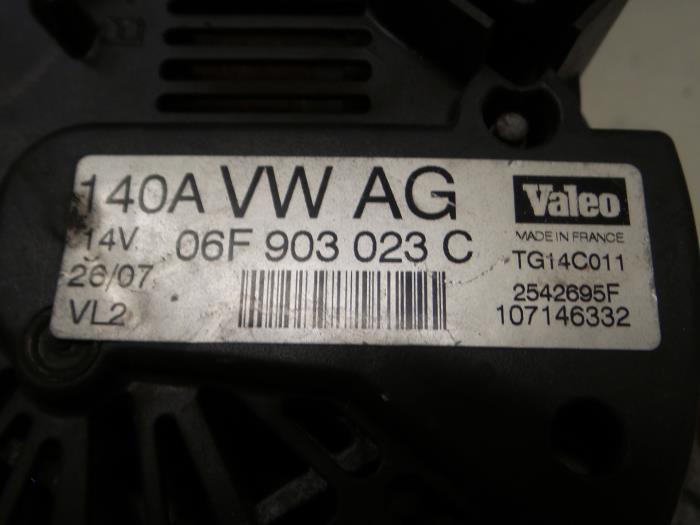 140A VW AG
Valeo
14V. 06F 903 023 C
MADE IN FRANCE
26/07
TG14C011
VL2
2542695F
107146332